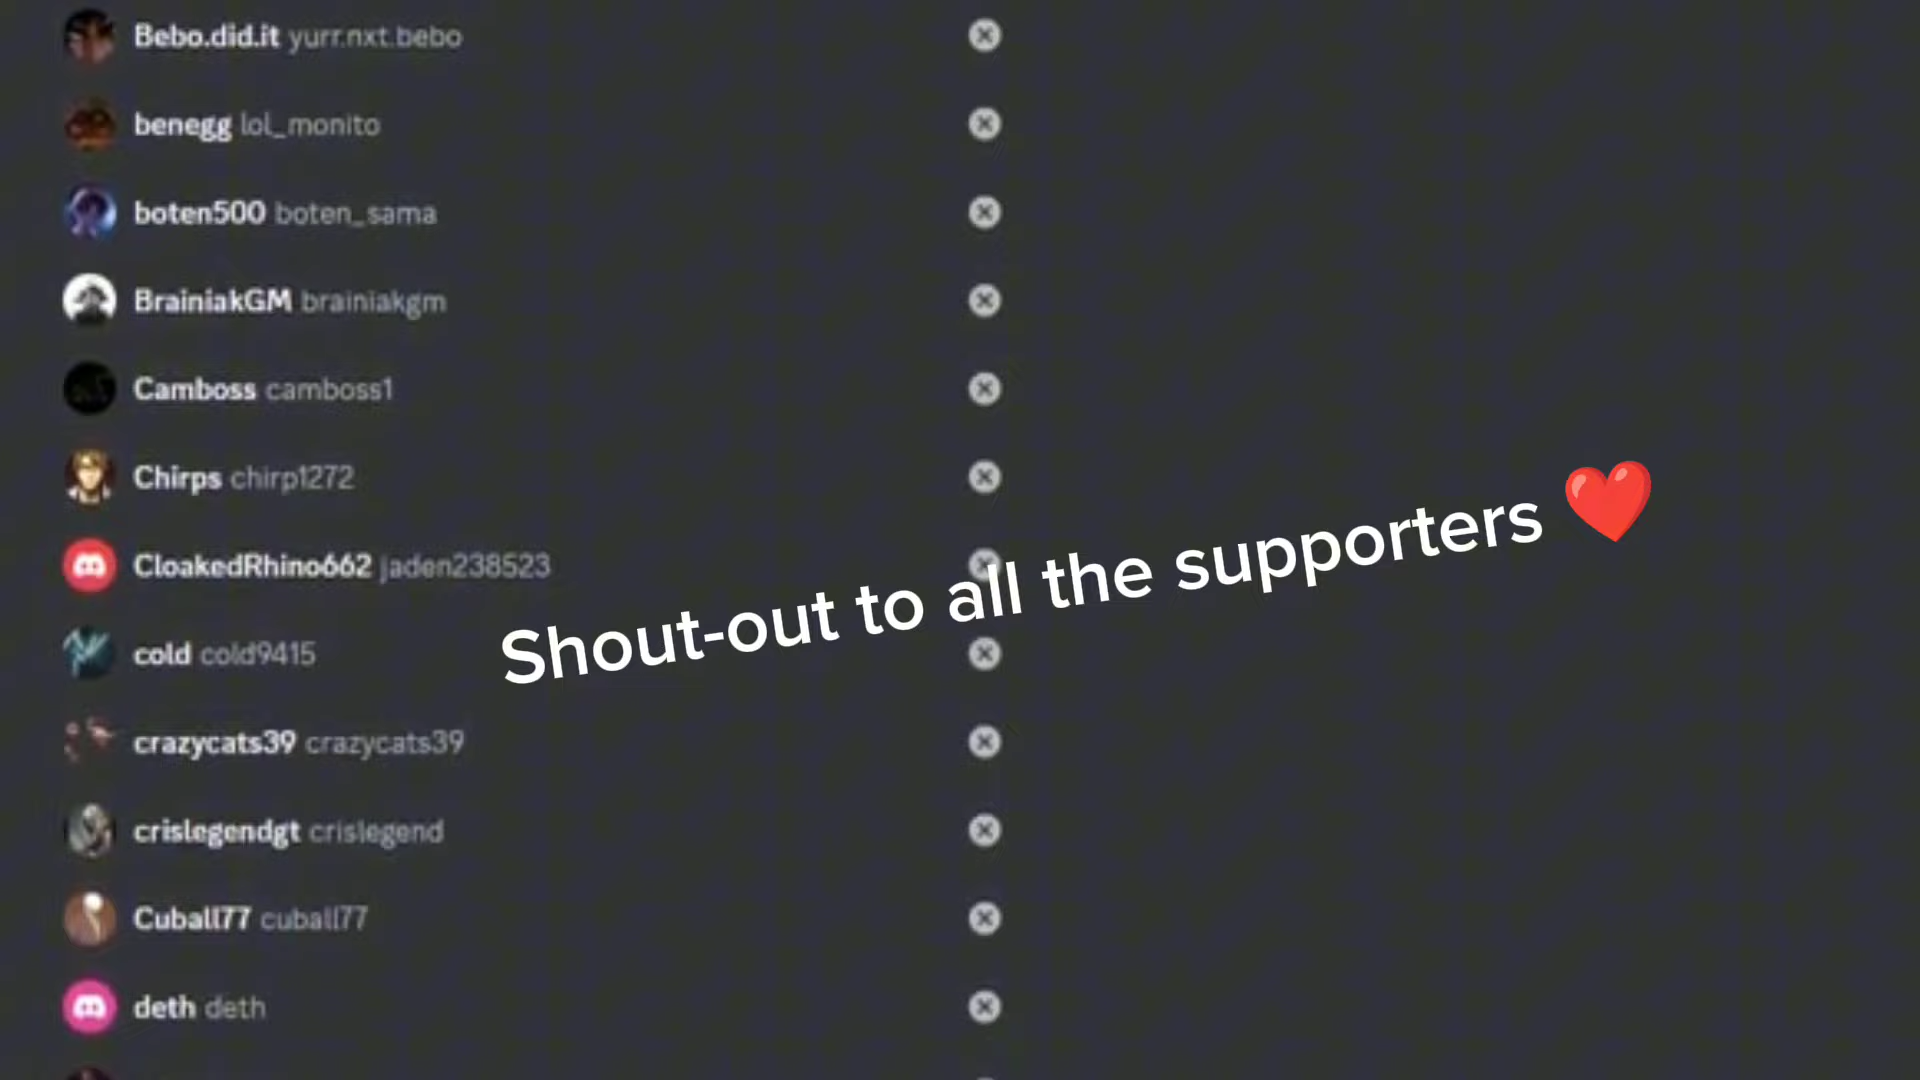 Bebo.did.it yurr.nxt.bebo
benegg lol_monito
boten500 boten_sama
BrainiakGM brainiakgm
Camboss camboss1
Chirps chirp1272
CloakedRhino662 jaden238523
cold cold9415
crazycats39 crazycats39
crislegendgt crislegend
Cuball77 cuball77
deth deth
Shout-out to all the supporters ❤️